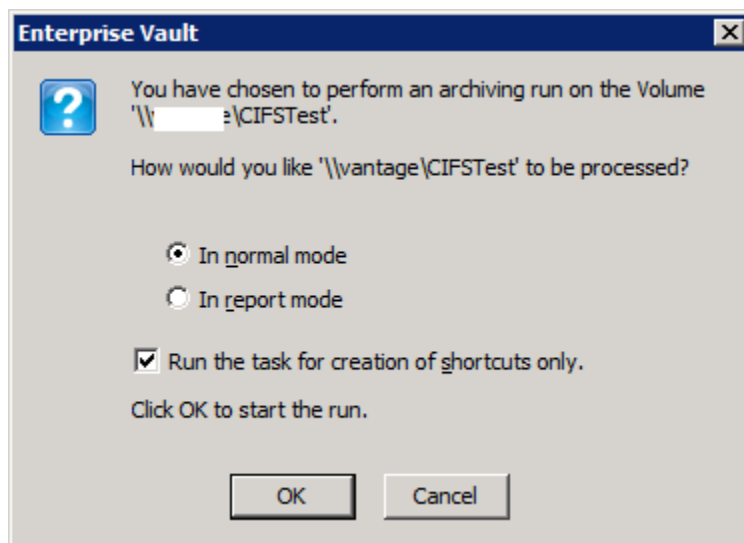 Enterprise Vault
You have chosen to perform an archiving run on the Volume
'\\ e\CIFSTest'.
How would you like '\\vantage\CIFSTest' to be processed?
In normal mode
In report mode
Run the task for creation of shortcuts only.
Click OK to start the run.
OK Cancel